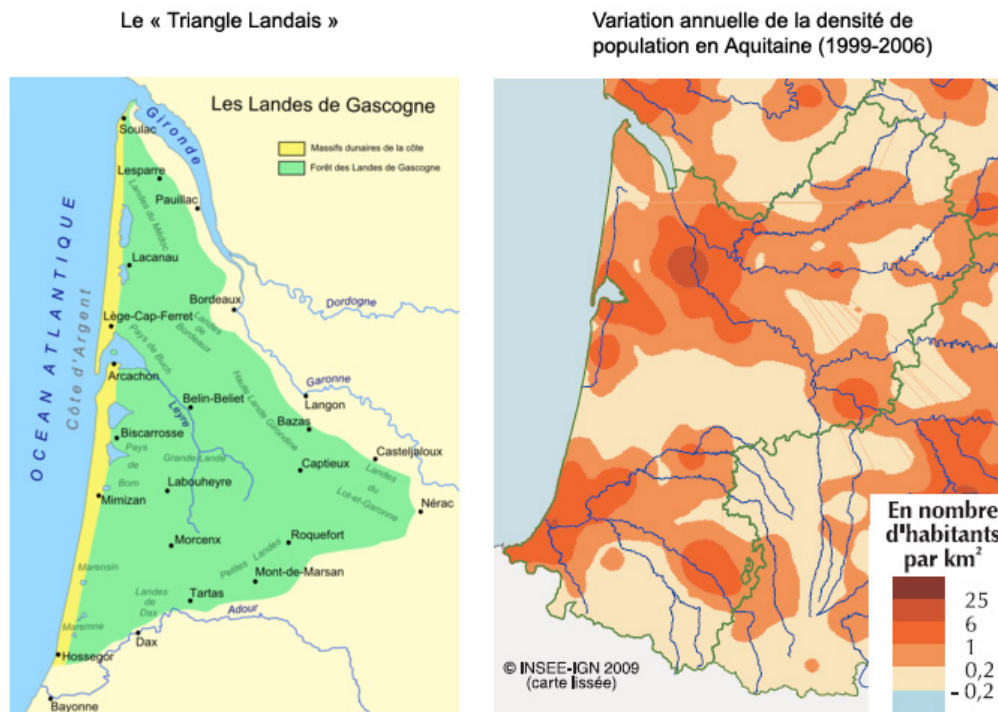 Le « Triangle Landais »
Variation annuelle de la densité de
population en Aquitaine (1999-2006)
Les Landes de Gascogne
Massifs dunaires de la côte
Forêt des Landes de Gascogne
OCEAN ATLANTIQUE
Côte d'Argent
Gironde
Soulac
Lesparre
Landes du Médoc
Pauillac
Lacanau
Bordeaux
Dordogne
Lège-Cap-Ferret
Landes
de
Bordeaux
Pays de Buch
Arcachon
Garonne
Leyre
Belin-Beliet
Haute Lande Girondine
Langon
Bazas
Biscarrosse
Casteljaloux
Pays
de
Born
Grande-Lande
Captieux
Landes
du
Lot-et-Garonne
Labouheyre
Mimizan
Nérac
Morcenx
Roquefort
Petites Landes
Mont-de-Marsan
Marensin
Landes
de
Dax
Tartas
Adour
Maremne
Dax
Hossegor
Bayonne
En nombre
d'habitants
par km²
25
6
1
0,2
- 0,2
© INSEE-IGN 2009
(carte lissée)